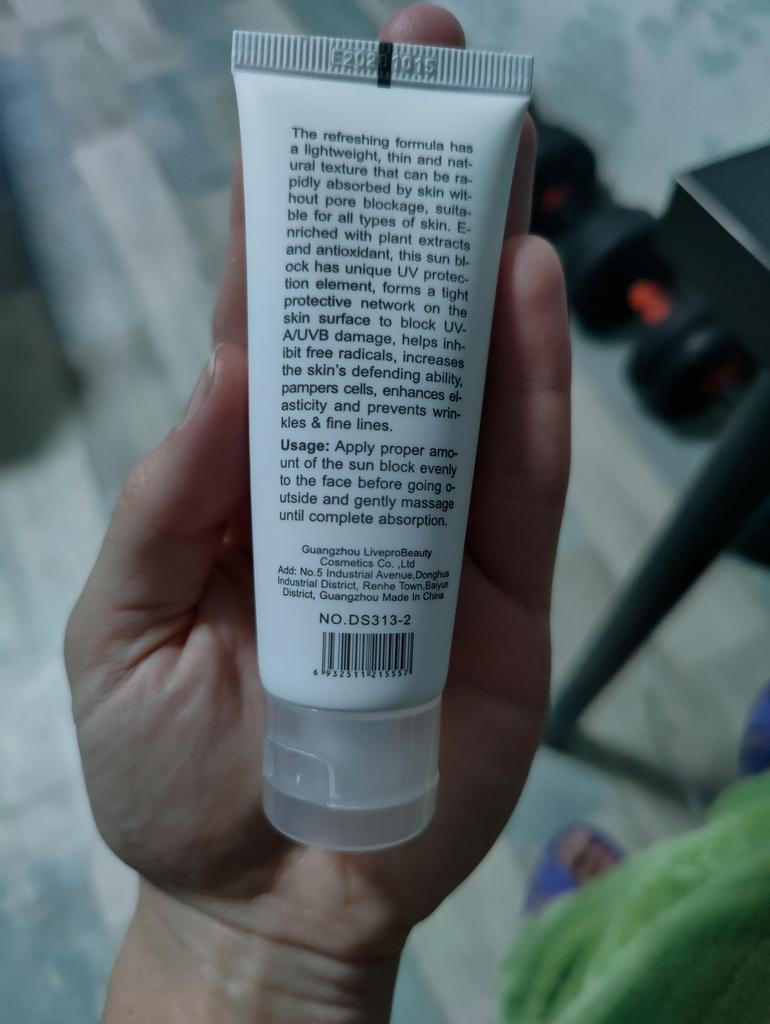 E20281015
The refreshing formula has
a lightweight, thin and nat-
ural texture that can be ra-
pidly absorbed by skin wit-
hout pore blockage, suita-
ble for all types of skin. E-
nriched with plant extracts
and antioxidant, this sun bl-
ock has unique UV protec-
tion element, forms a tight
protective network on the
skin surface to block UV-
A/UVB damage, helps inh-
ibit free radicals, increases
the skin's defending ability,
pampers cells, enhances el-
asticity and prevents wrin-
kles & fine lines.
Usage: Apply proper amo-
unt of the sun block evenly
to the face before going o-
utside and gently massage
until complete absorption.
Guangzhou LiveproBeauty
Cosmetics Co. ,Ltd
Add: No.5 Industrial Avenue,Donghua
Industrial District, Renhe Town,Baiyun
District, Guangzhou Made In China
NO.DS313-2
6 932511 215557